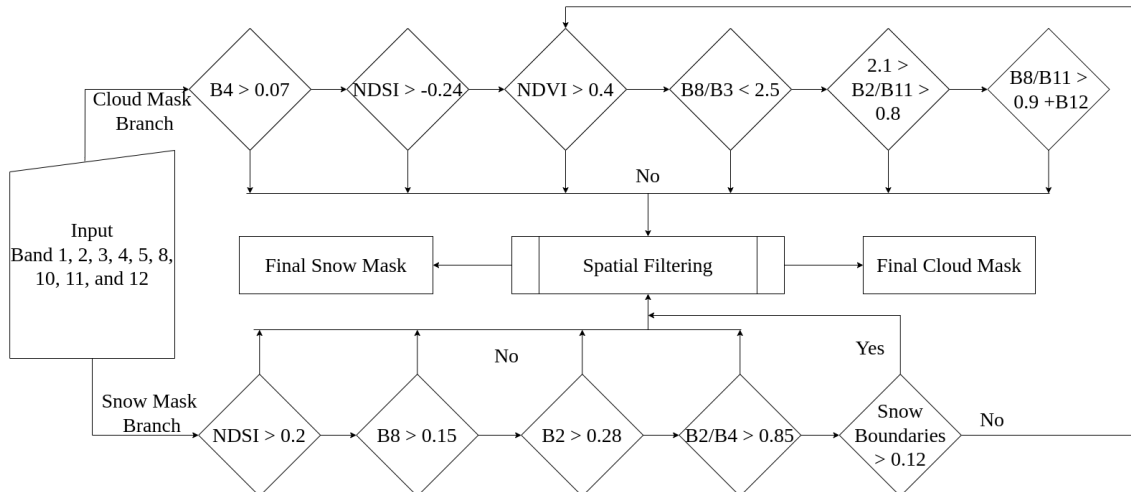 B4 > 0.07
NDSI > -0.24
NDVI > 0.4
B8/B3 < 2.5
2.1 >
B2/B11 >
0.8
B8/B11 >
0.9 +B12
Cloud Mask
Branch
No
Input
Band 1, 2, 3, 4, 5, 8,
10, 11, and 12
Final Snow Mask
Spatial Filtering
Final Cloud Mask
No
Yes
Snow Mask
Branch
NDSI > 0.2
B8 > 0.15
B2 > 0.28
B2/B4 > 0.85
Snow
Boundaries
> 0.12
No